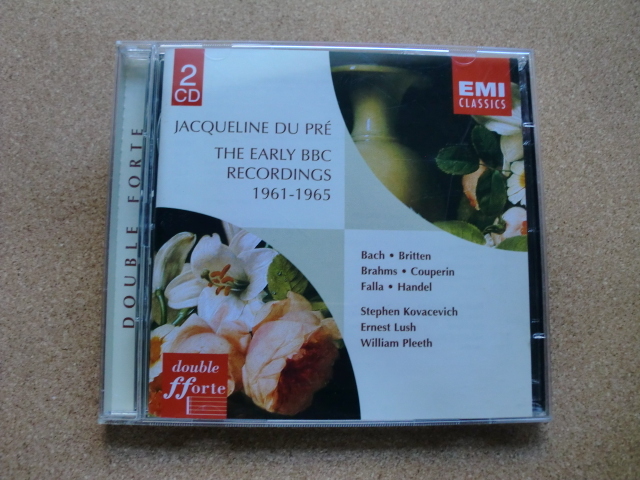 DOUBLE FORTE
2
CD
JACQUELINE DU PRÉ
THE EARLY BBC
RECORDINGS
1961-1965
EMI
CLASSICS
Bach • Britten
Brahms • Couperin
Falla • Handel
Stephen Kovacevich
Ernest Lush
William Pleeth
double
fforte